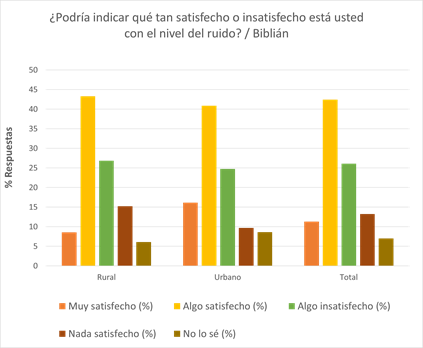 ¿Podría indicar qué tan satisfecho o insatisfecho está usted
con el nivel del ruido? / Biblián
% Respuestas
50
45
40
35
30
25
20
15
10
5
0
Rural Urbano Total
Muy satisfecho (%) Algo satisfecho (%) Algo insatisfecho (%)
Nada satisfecho (%) No lo sé (%)